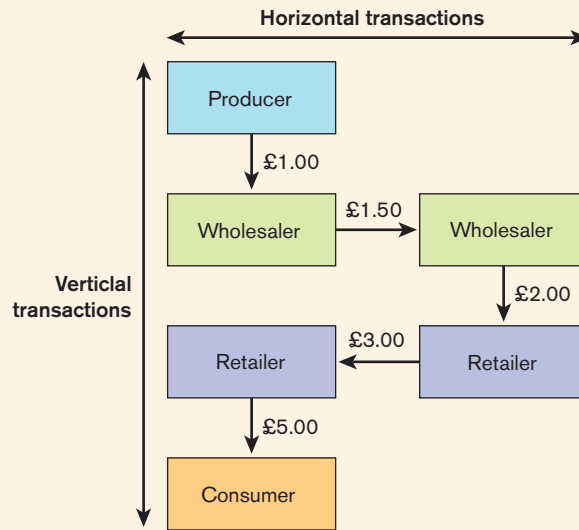 Horizontal transactions
Producer
£1.00
Wholesaler
£1.50
Wholesaler
Verticlal
transactions
£2.00
Retailer
£3.00
Retailer
£5.00
Consumer